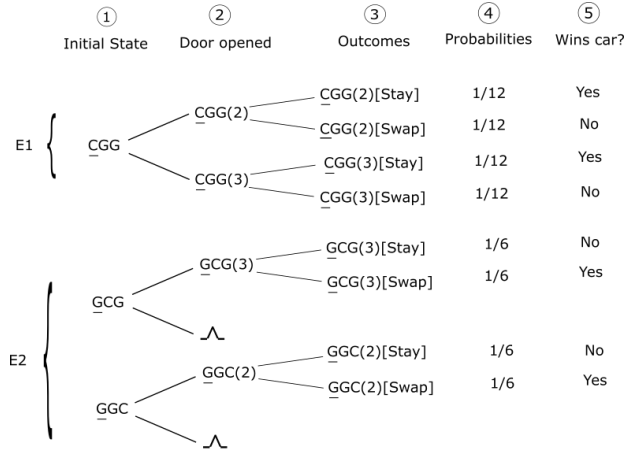 ① ② ③ ④ ⑤
Initial State Door opened Outcomes Probabilities Wins car?
CGG(2)[Stay] 1/12 Yes
CGG(2)
CGG(2)[Swap] 1/12 No
E1 CGG
CGG(3)[Stay] 1/12 Yes
CGG(3)
CGG(3)[Swap] 1/12 No
GCG(3)[Stay] 1/6 No
GCG(3)
GCG(3)[Swap] 1/6 Yes
GCG
E2
GGC(2)[Stay] 1/6 No
GGC(2)
GGC(2)[Swap] 1/6 Yes
GGC